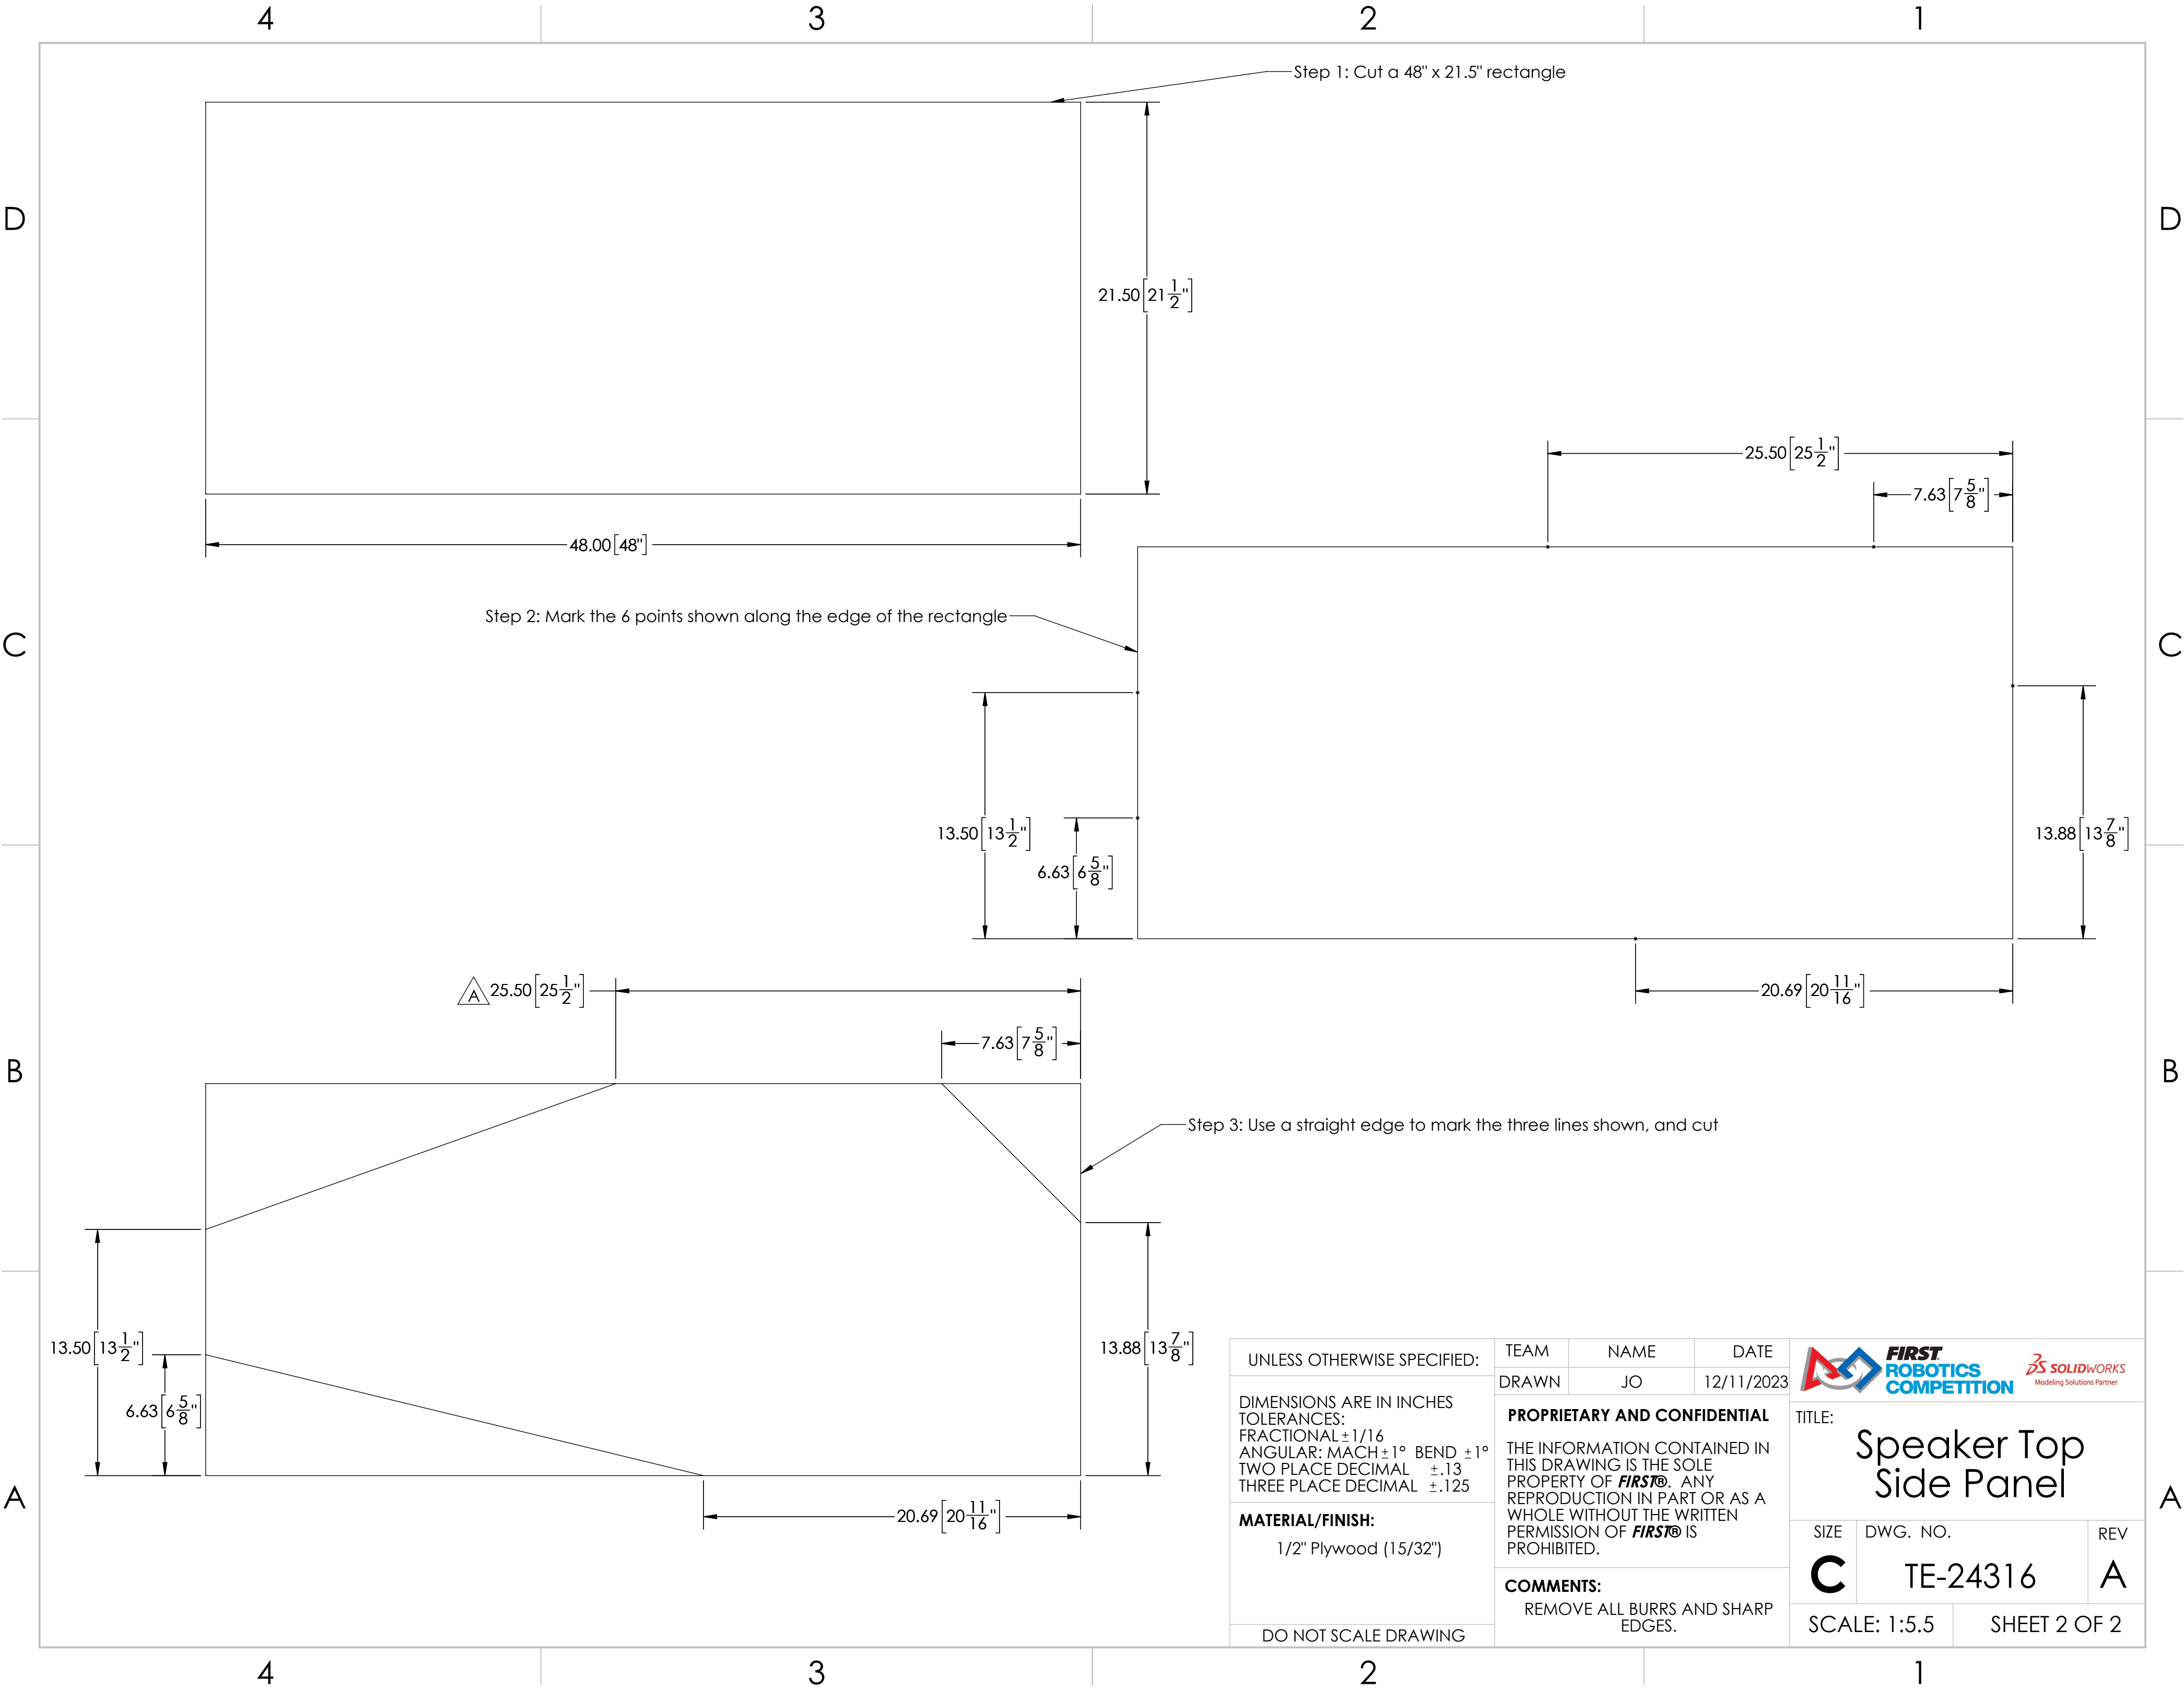 4 3 2 1
Step 1: Cut a 48" x 21.5" rectangle
D D
21.50[21 1/2"]
48.00[48"]
25.50[25 1/2"]
7.63[7 5/8"]
Step 2: Mark the 6 points shown along the edge of the rectangle
C C
13.50[13 1/2"]
6.63[6 5/8"]
13.88[13 7/8"]
20.69[20 11/16"]
A 25.50[25 1/2"]
7.63[7 5/8"]
B B
Step 3: Use a straight edge to mark the three lines shown, and cut
13.50[13 1/2"]
6.63[6 5/8"]
13.88[13 7/8"]
20.69[20 11/16"]
A A
UNLESS OTHERWISE SPECIFIED:
DIMENSIONS ARE IN INCHES
TOLERANCES:
FRACTIONAL±1/16
ANGULAR: MACH±1° BEND ±1°
TWO PLACE DECIMAL ±.13
THREE PLACE DECIMAL ±.125
MATERIAL/FINISH:
1/2" Plywood (15/32")
DO NOT SCALE DRAWING
TEAM NAME DATE
DRAWN JO 12/11/2023
PROPRIETARY AND CONFIDENTIAL
THE INFORMATION CONTAINED IN
THIS DRAWING IS THE SOLE
PROPERTY OF FIRST®. ANY
REPRODUCTION IN PART OR AS A
WHOLE WITHOUT THE WRITTEN
PERMISSION OF FIRST® IS
PROHIBITED.
COMMENTS:
REMOVE ALL BURRS AND SHARP
EDGES.
FIRST
ROBOTICS
COMPETITION
SOLIDWORKS
Modeling Solutions Partner
TITLE:
Speaker Top
Side Panel
SIZE DWG. NO. REV
C TE-24316 A
SCALE: 1:5.5 SHEET 2 OF 2
4 3 2 1